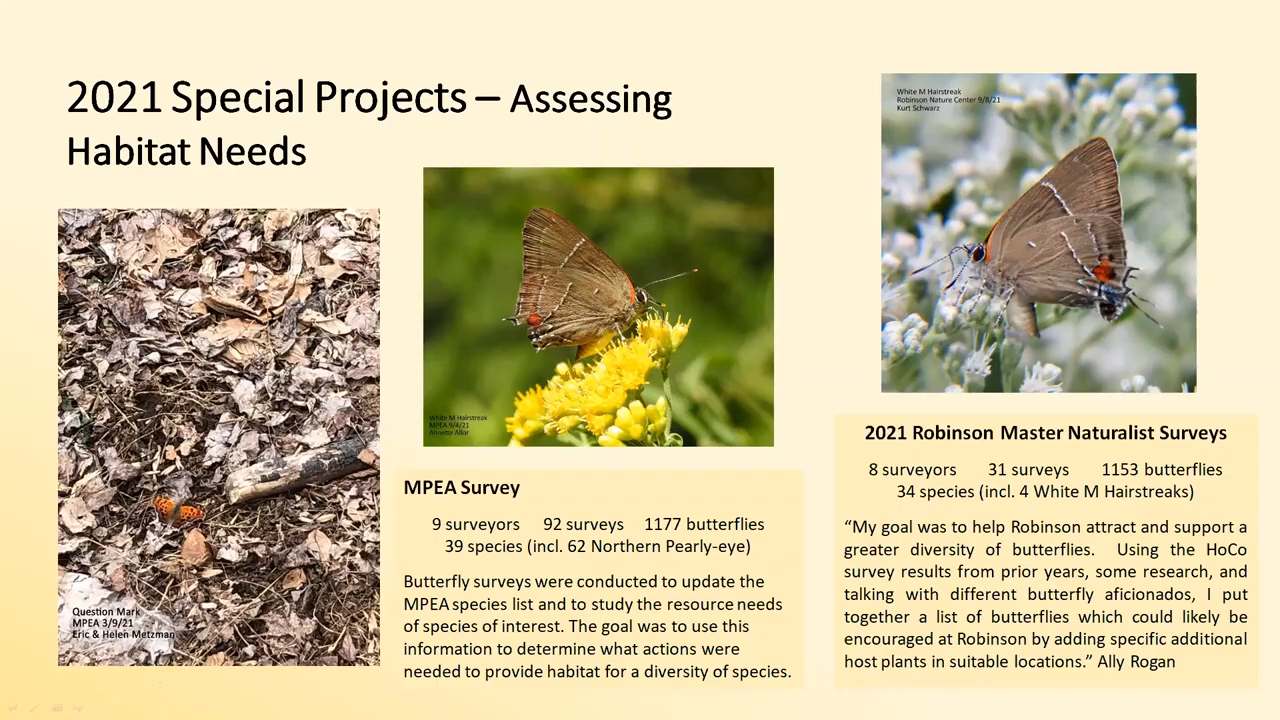 2021 Special Projects – Assessing
Habitat Needs
Question Mark
MPEA 3/9/21
Eric & Helen Metzman
White M Hairstreak
MPEA 9/4/21
Annette Allor
MPEA Survey
9 surveyors 92 surveys 1177 butterflies
39 species (incl. 62 Northern Pearly-eye)
Butterfly surveys were conducted to update the
MPEA species list and to study the resource needs
of species of interest. The goal was to use this
information to determine what actions were
needed to provide habitat for a diversity of species.
White M Hairstreak
Robinson Nature Center 9/8/21
Kurt Schwarz
2021 Robinson Master Naturalist Surveys
8 surveyors 31 surveys 1153 butterflies
34 species (incl. 4 White M Hairstreaks)
“My goal was to help Robinson attract and support a
greater diversity of butterflies. Using the HoCo
survey results from prior years, some research, and
talking with different butterfly aficionados, I put
together a list of butterflies which could likely be
encouraged at Robinson by adding specific additional
host plants in suitable locations.” Ally Rogan